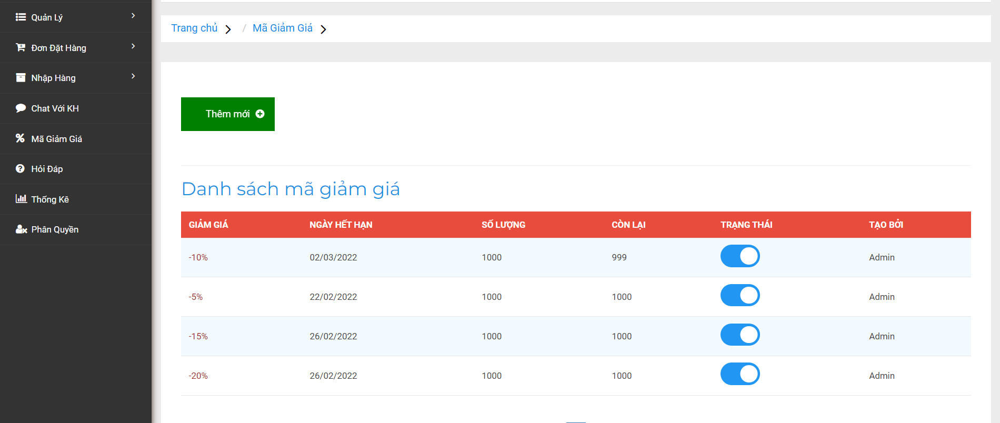 Quản Lý
Đơn Đặt Hàng
Nhập Hàng
Chat Với KH
Mã Giảm Giá
Hỏi Đáp
Thống Kê
Phân Quyền
Trang chủ / Mã Giảm Giá
Thêm mới
Danh sách mã giảm giá
GIẢM GIÁ NGÀY HẾT HẠN SỐ LƯỢNG CÒN LẠI TRẠNG THÁI TẠO BỞI
-10% 02/03/2022 1000 999 Admin
-5% 22/02/2022 1000 1000 Admin
-15% 26/02/2022 1000 1000 Admin
-20% 26/02/2022 1000 1000 Admin